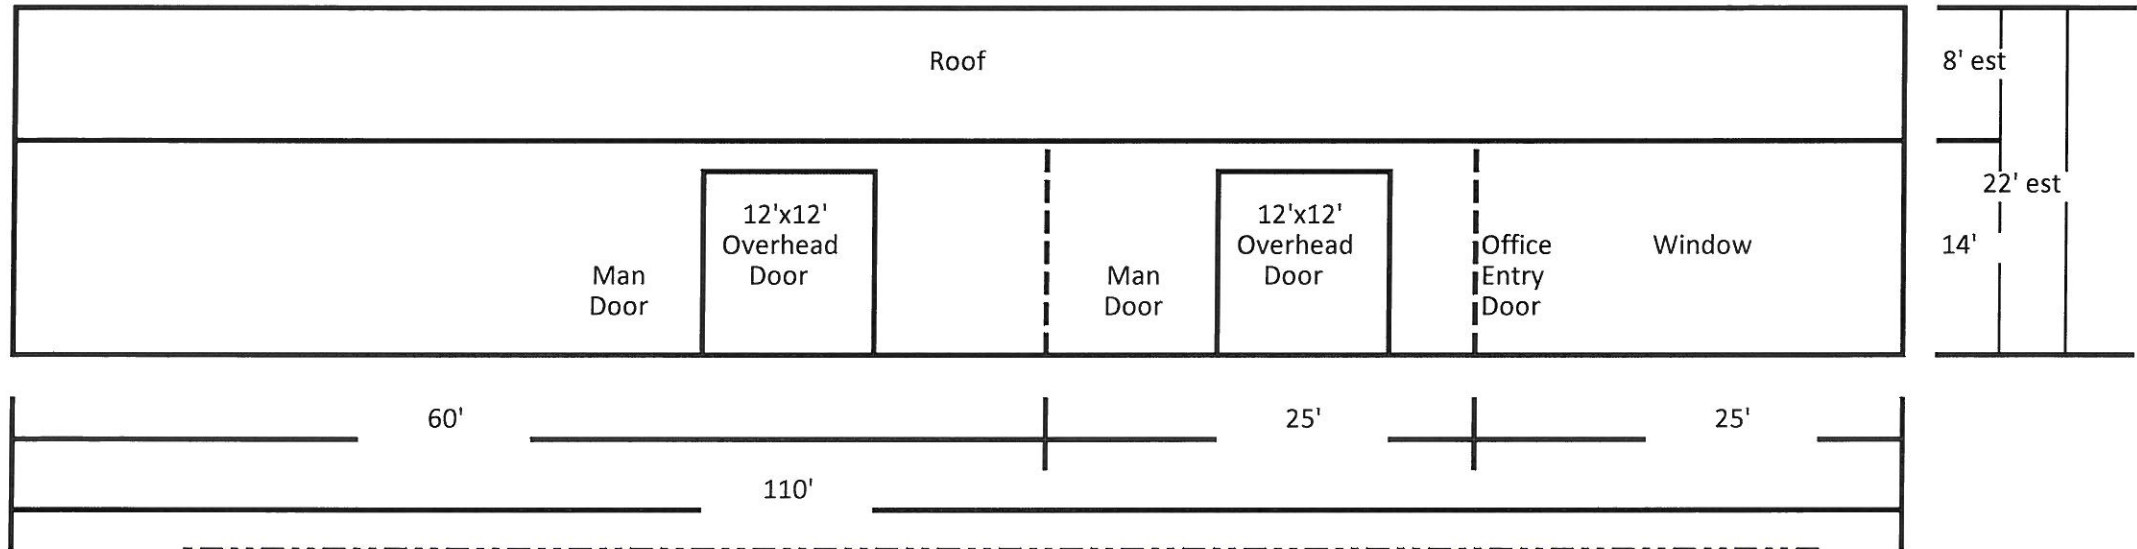 Roof
8' est
22' est
14'
12'x12'
Overhead
Door
Man
Door
12'x12'
Overhead
Door
Man
Door
Office
Entry
Door
Window
60'
25'
25'
110'